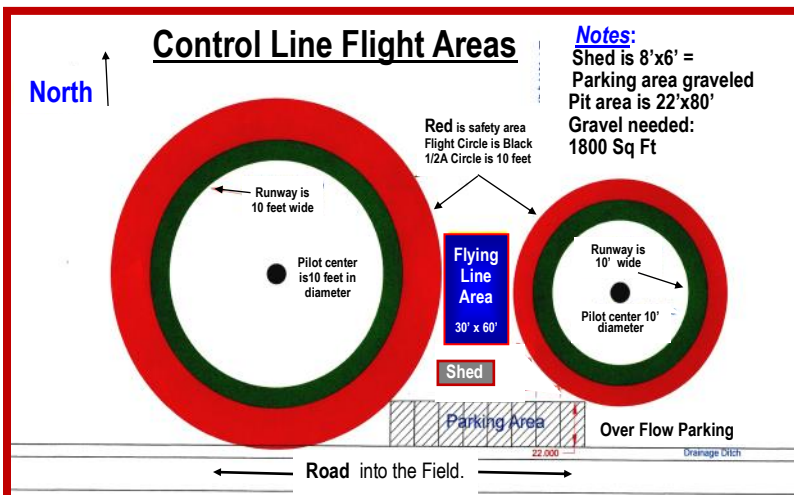 Control Line Flight Areas
Notes:
Shed is 8'x6' =
Parking area graveled
Pit area is 22'x80'
Gravel needed:
1800 Sq Ft
North
Red is safety area
Flight Circle is Black
1/2A Circle is 10 feet
Runway is
10 feet wide
Pilot center
is10 feet in
diameter
Flying
Line
Area
30' x 60'
Runway is
10' wide
Pilot center 10'
diameter
Shed
Parking Area
Over Flow Parking
22.000
Drainage Ditch
Road into the Field.